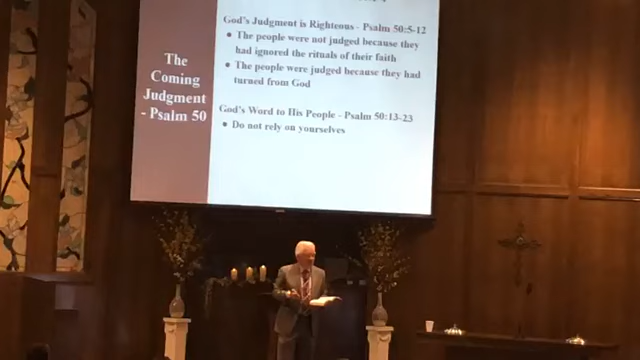 The
Coming
Judgment
- Psalm 50
God's Judgment is Righteous - Psalm 50:5-12
• The people were not judged because they
had ignored the rituals of their faith
• The people were judged because they had
turned from God
God's Word to His People - Psalm 50:13-23
• Do not rely on yourselves